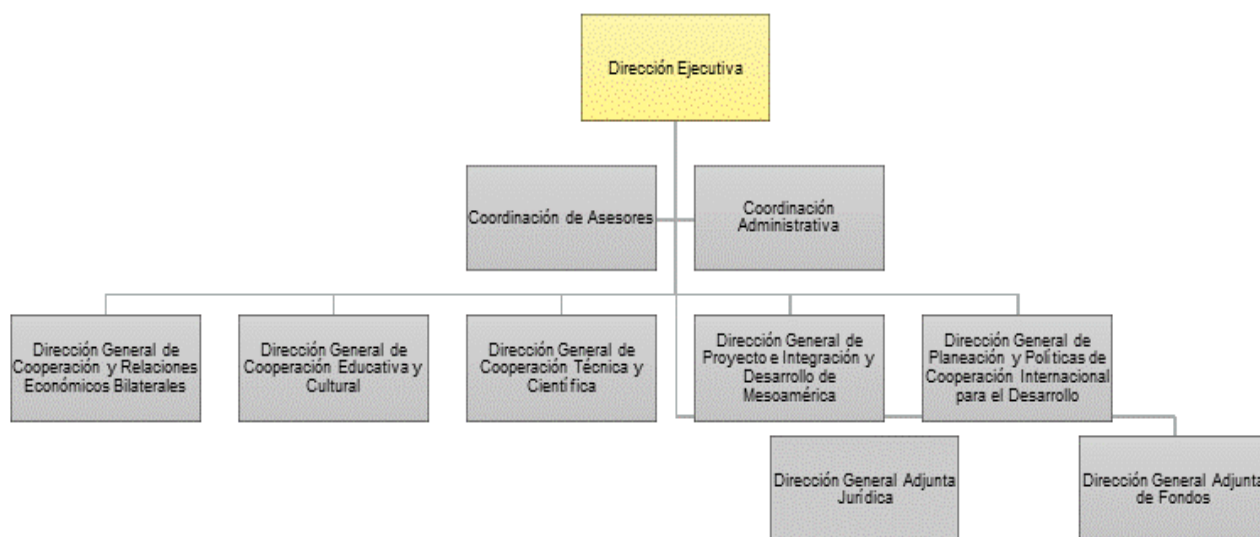 Dirección Ejecutiva
Coordinación de Asesores
Coordinación
Administrativa
Dirección General de
Cooperación y Relaciones
Económicos Bilaterales
Dirección General de
Cooperación Educativa y
Cultural
Dirección General de
Cooperación Técnica y
Científica
Dirección General de
Proyecto e Integración y
Desarrollo de
Mesoamérica
Dirección General de
Planeación y Políticas de
Cooperación Internacional
para el Desarrollo
Dirección General Adjunta
Jurídica
Dirección General Adjunta
de Fondos